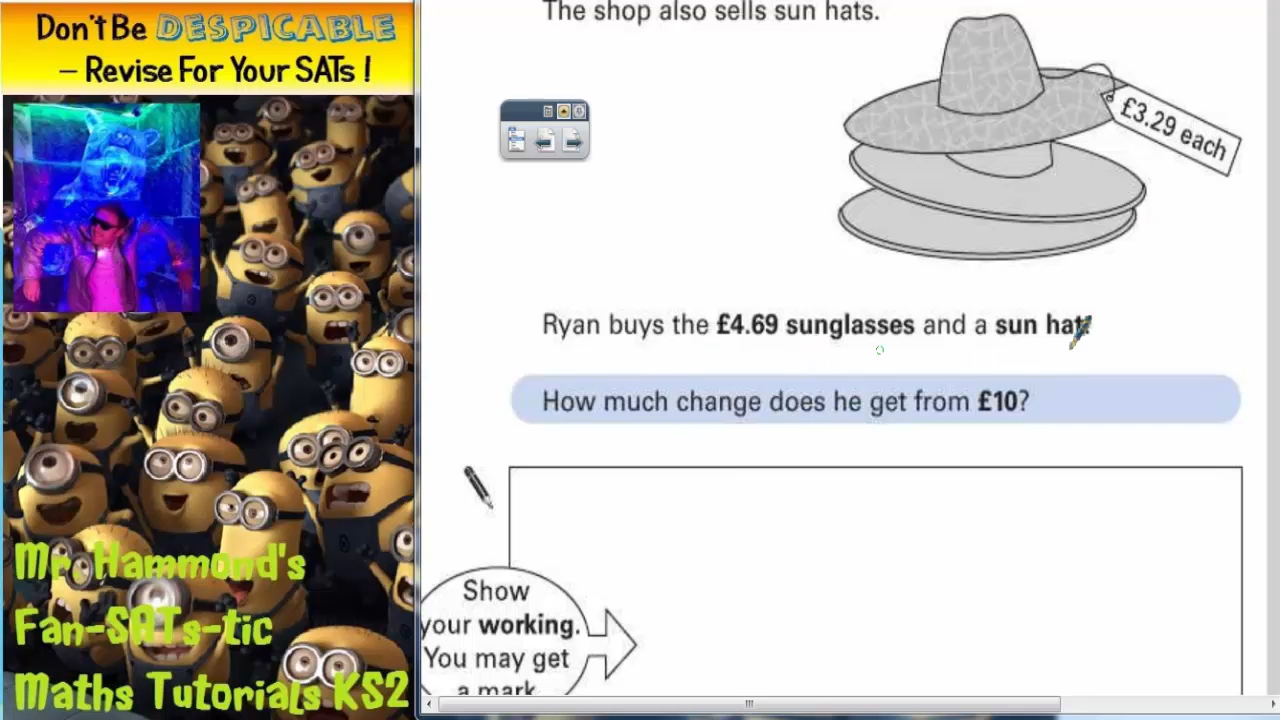 Don't Be DESPICABLE
– Revise For Your SATs !
Mr. Hammond's
Fan-SATs-tic
Maths Tutorials KS2
The shop also sells sun hats.
£3.29 each
Ryan buys the £4.69 sunglasses and a sun hat.
How much change does he get from £10?
Show
your working.
You may get
a mark